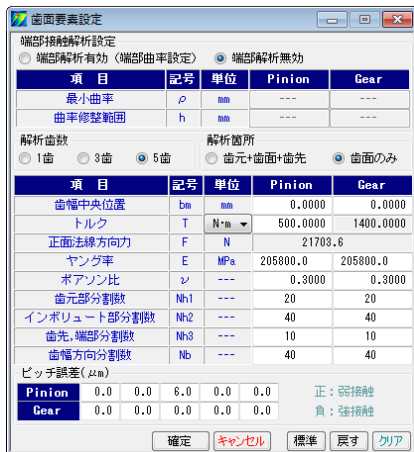 歯面要素設定
端部接触解析設定
端部解析有効（端部曲率設定） 端部解析無効
項 目 記号 単位 Pinion Gear
最小曲率 ρ mm --- ---
曲率修整範囲 h mm --- ---
解析歯数 解析箇所
1歯 3歯 5歯 歯元+歯面+歯先 歯面のみ
項 目 記号 単位 Pinion Gear
歯幅中央位置 bm mm 0.0000 0.0000
トルク T N·m 500.0000 1400.0000
正面法線方向力 F N 21703.6
ヤング率 E MPa 205800.0 205800.0
ポアソン比 ν --- 0.3000 0.3000
歯元部分割数 Nh1 --- 20 20
インボリュート部分割数 Nh2 --- 40 40
歯先,端部分割数 Nh3 --- 10 10
歯幅方向分割数 Nb --- 40 40
ピッチ誤差(μm)
Pinion 0.0 0.0 6.0 0.0 0.0 正：弱接触
Gear 0.0 0.0 0.0 0.0 0.0 負：強接触
確定 キャンセル 標準 戻す クリア